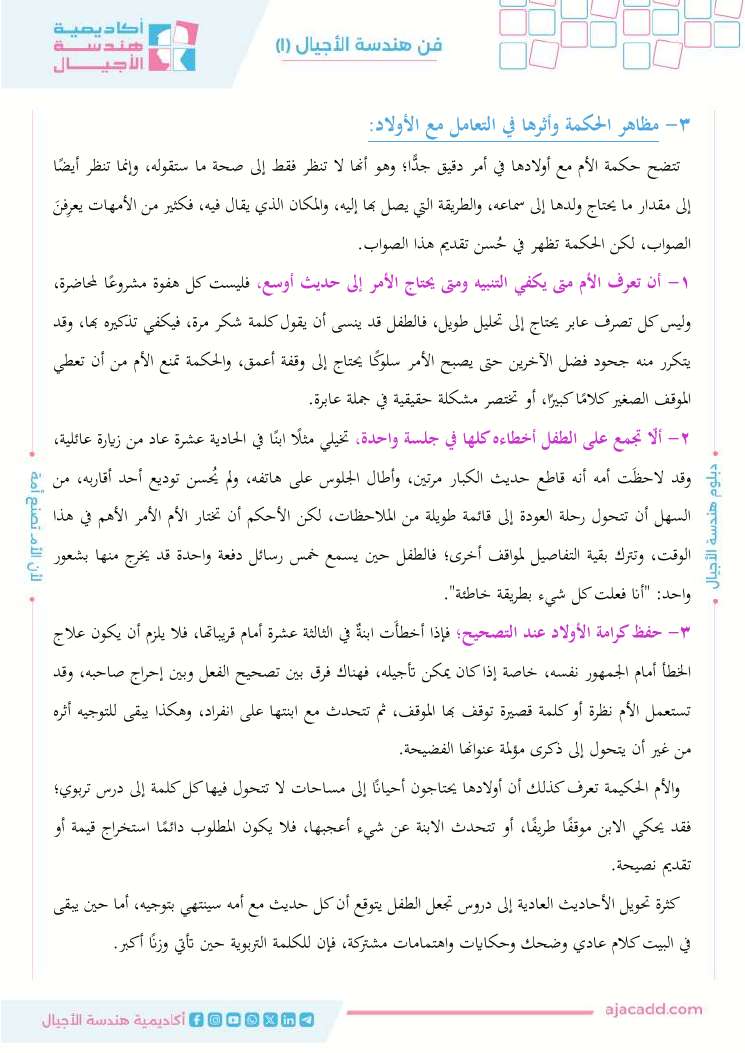 أكاديمية
هندسة
الأجيال
فن هندسة الأجيال (١)
٣- مظاهر الحكمة وأثرها في التعامل مع الأولاد:
تتضح حكمة الأم مع أولادها في أمر دقيق جدًّا؛ وهو أنها لا تنظر فقط إلى صحة ما ستقوله، وإنما تنظر أيضًا
إلى مقدار ما يحتاج ولدها إلى سماعه، والطريقة التي يصل بها إليه، والمكان الذي يقال فيه، فكثير من الأمهات يعرفنَ
الصواب، لكن الحكمة تظهر في حُسن تقديم هذا الصواب.
١- أن تعرف الأم متى يكفي التنبيه ومتى يحتاج الأمر إلى حديث أوسع، فليست كل هفوة مشروعًا لمحاضرة،
وليس كل تصرف عابر يحتاج إلى تحليل طويل، فالطفل قد ينسى أن يقول كلمة شكر مرة، فيكفي تذكيره بها، وقد
يتكرر منه جحود فضل الآخرين حتى يصبح الأمر سلوكًا يحتاج إلى وقفة أعمق، والحكمة تمنع الأم من أن تعطي
الموقف الصغير كلامًا كبيرًا، أو تختصر مشكلة حقيقية في جملة عابرة.
٢- ألّا تجمع على الطفل أخطاءه كلها في جلسة واحدة، تخيلي مثلًا ابنًا في الحادية عشرة عاد من زيارة عائلية،
وقد لاحظَت أمه أنه قاطع حديث الكبار مرتين، وأطال الجلوس على هاتفه، ولم يُحسن توديع أحد أقاربه، من
السهل أن تتحول رحلة العودة إلى قائمة طويلة من الملاحظات، لكن الأحكم أن تختار الأم الأمر الأهم في هذا
الوقت، وتترك بقية التفاصيل لمواقف أخرى؛ فالطفل حين يسمع خمس رسائل دفعة واحدة قد يخرج منها بشعور
واحد: "أنا فعلت كل شيء بطريقة خاطئة".
٣- حفظ كرامة الأولاد عند التصحيح؛ فإذا أخطأَت ابنةٌ في الثالثة عشرة أمام قريباتها، فلا يلزم أن يكون علاج
الخطأ أمام الجمهور نفسه، خاصة إذا كان يمكن تأجيله، فهناك فرق بين تصحيح الفعل وبين إحراج صاحبه، وقد
تستعمل الأم نظرة أو كلمة قصيرة توقف بها الموقف، ثم تتحدث مع ابنتها على انفراد، وهكذا يبقى للتوجيه أثره
من غير أن يتحول إلى ذكرى مؤلمة عنوانها الفضيحة.
والأم الحكيمة تعرف كذلك أن أولادها يحتاجون أحيانًا إلى مساحات لا تتحول فيها كل كلمة إلى درس تربوي؛
فقد يحكي الابن موقفًا طريفًا، أو تتحدث الابنة عن شيء أعجبها، فلا يكون المطلوب دائمًا استخراج قيمة أو
تقديم نصيحة.
كثرة تحويل الأحاديث العادية إلى دروس تجعل الطفل يتوقع أن كل حديث مع أمه سينتهي بتوجيه، أما حين يبقى
في البيت كلام عادي وضحك وحكايات واهتمامات مشتركة، فإن للكلمة التربوية حين تأتي وزنًا أكبر.
دبلوم هندسة الأجيال
لأن الأم تصنع أمة
أكاديمية هندسة الأجيال
ajacadd.com